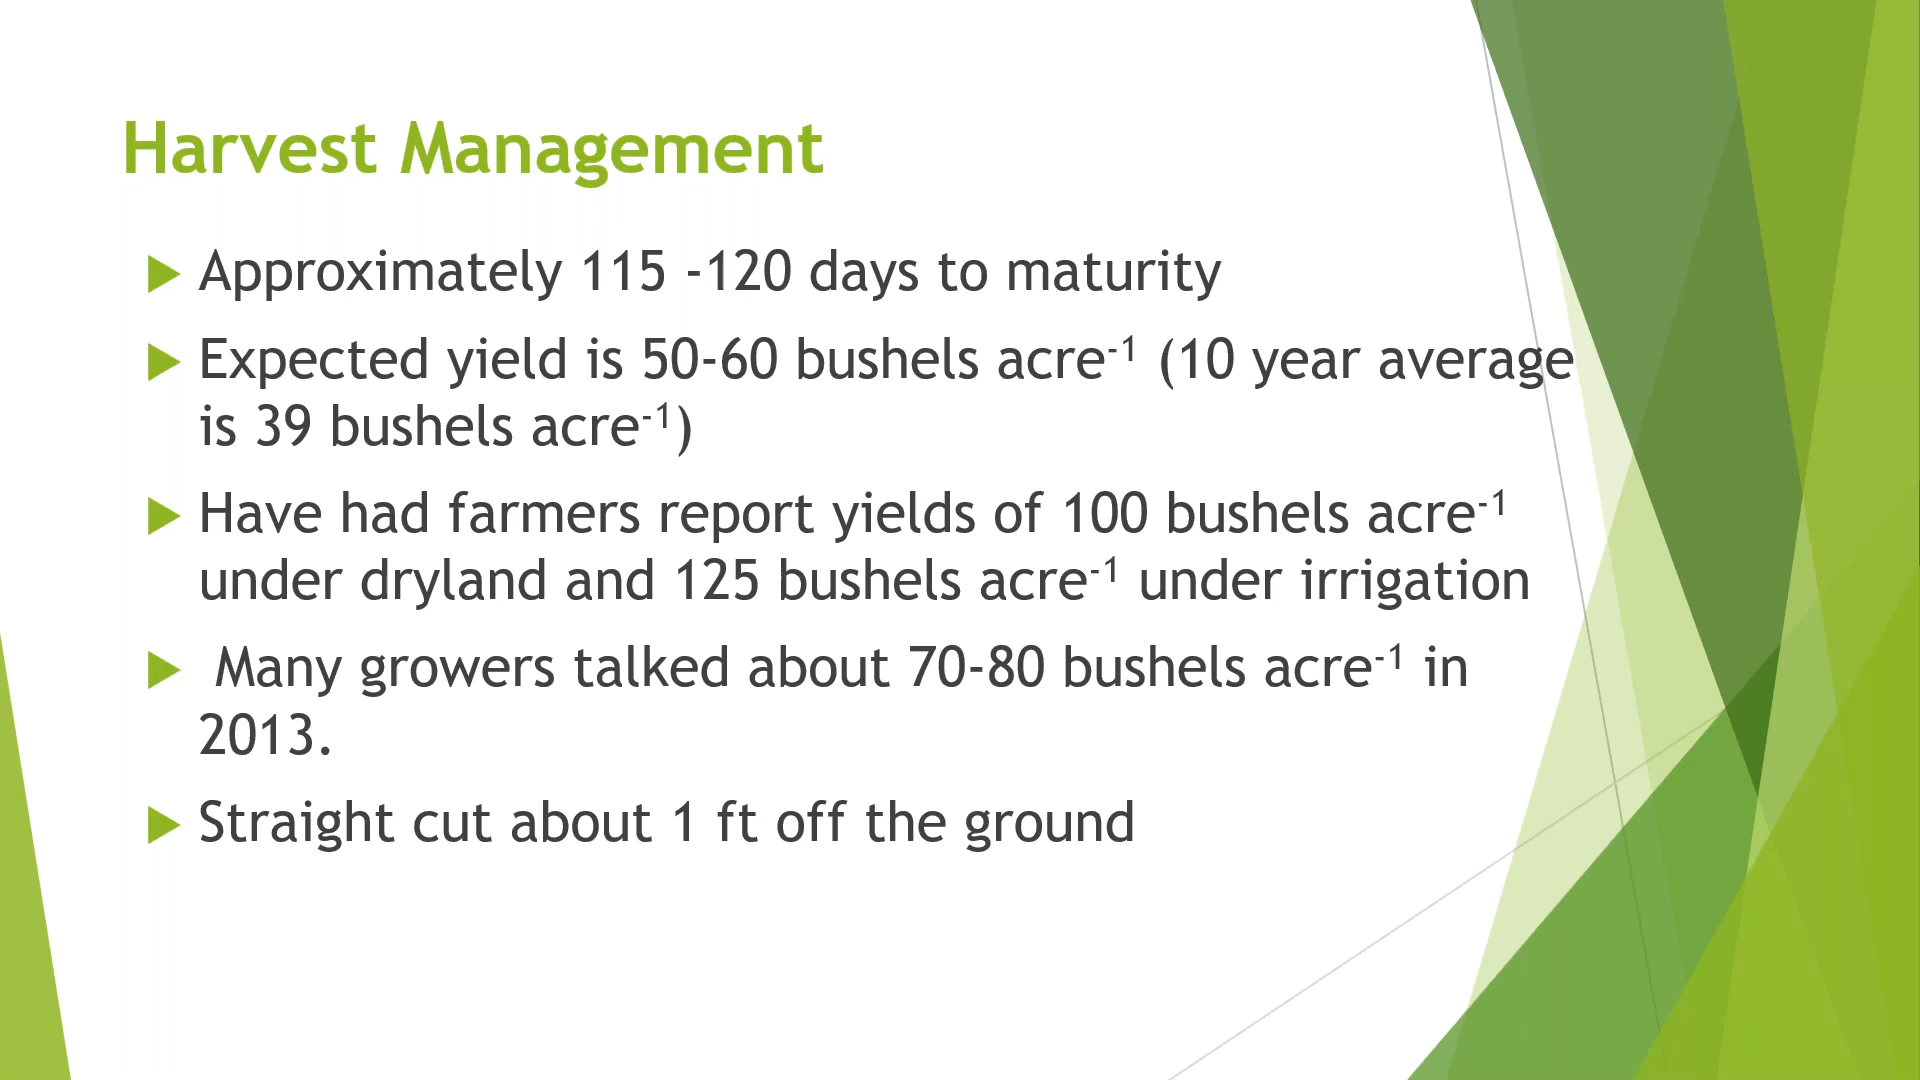 Harvest Management
Approximately 115 -120 days to maturity
Expected yield is 50-60 bushels acre⁻¹ (10 year average
is 39 bushels acre⁻¹)
Have had farmers report yields of 100 bushels acre⁻¹
under dryland and 125 bushels acre⁻¹ under irrigation
Many growers talked about 70-80 bushels acre⁻¹ in
2013.
Straight cut about 1 ft off the ground